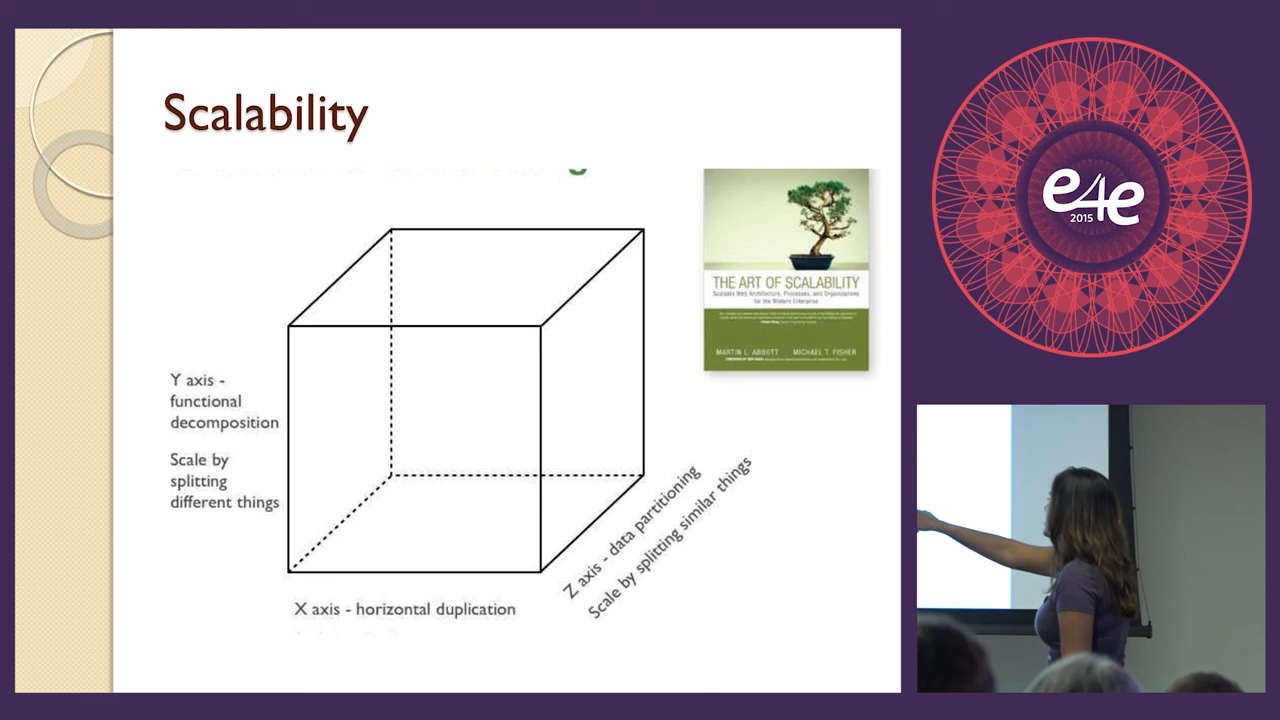 Scalability
THE ART OF SCALABILITY
Scalable Web Architecture, Processes, and Organizations
for the Modern Enterprise
MARTIN L. ABBOTT MICHAEL T. FISHER
Y axis -
functional
decomposition
Scale by
splitting
different things
Z axis - data partitioning
Scale by splitting similar things
X axis - horizontal duplication
e4e
2015